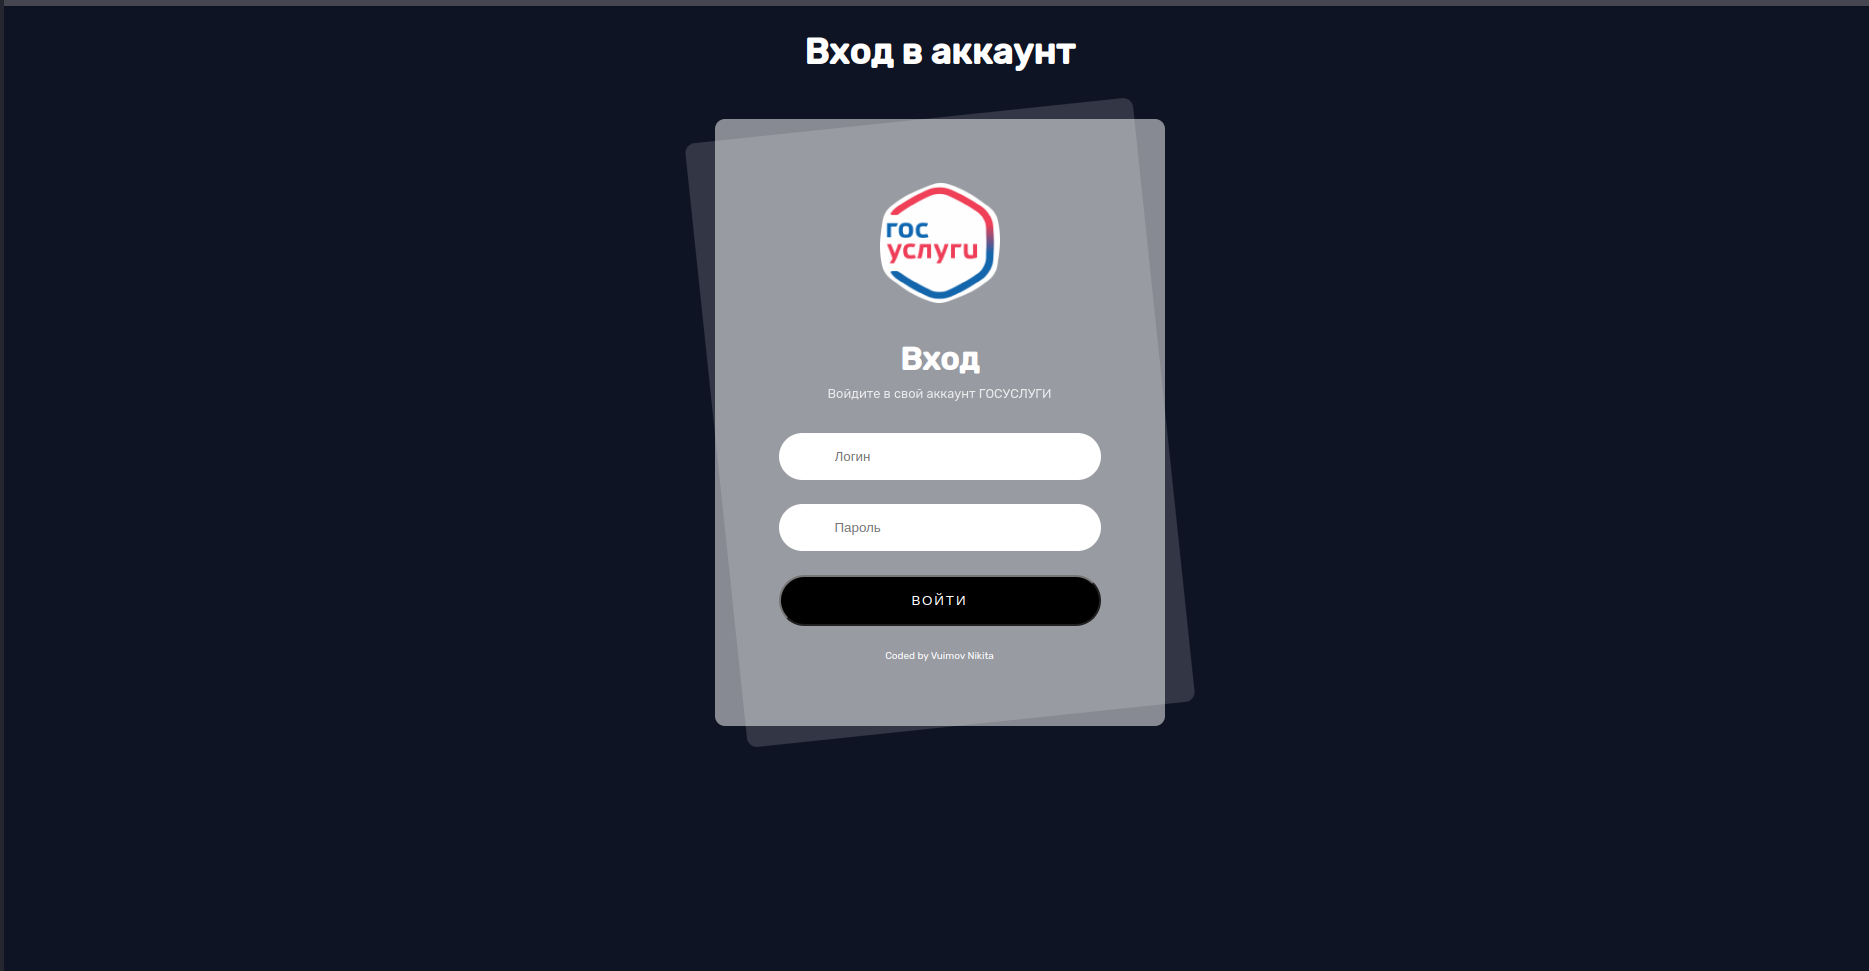 Вход в аккаунт
гос
услуги
Вход
Войдите в свой аккаунт ГОСУСЛУГИ
Логин
Пароль
ВОЙТИ
Coded by Vuimov Nikita